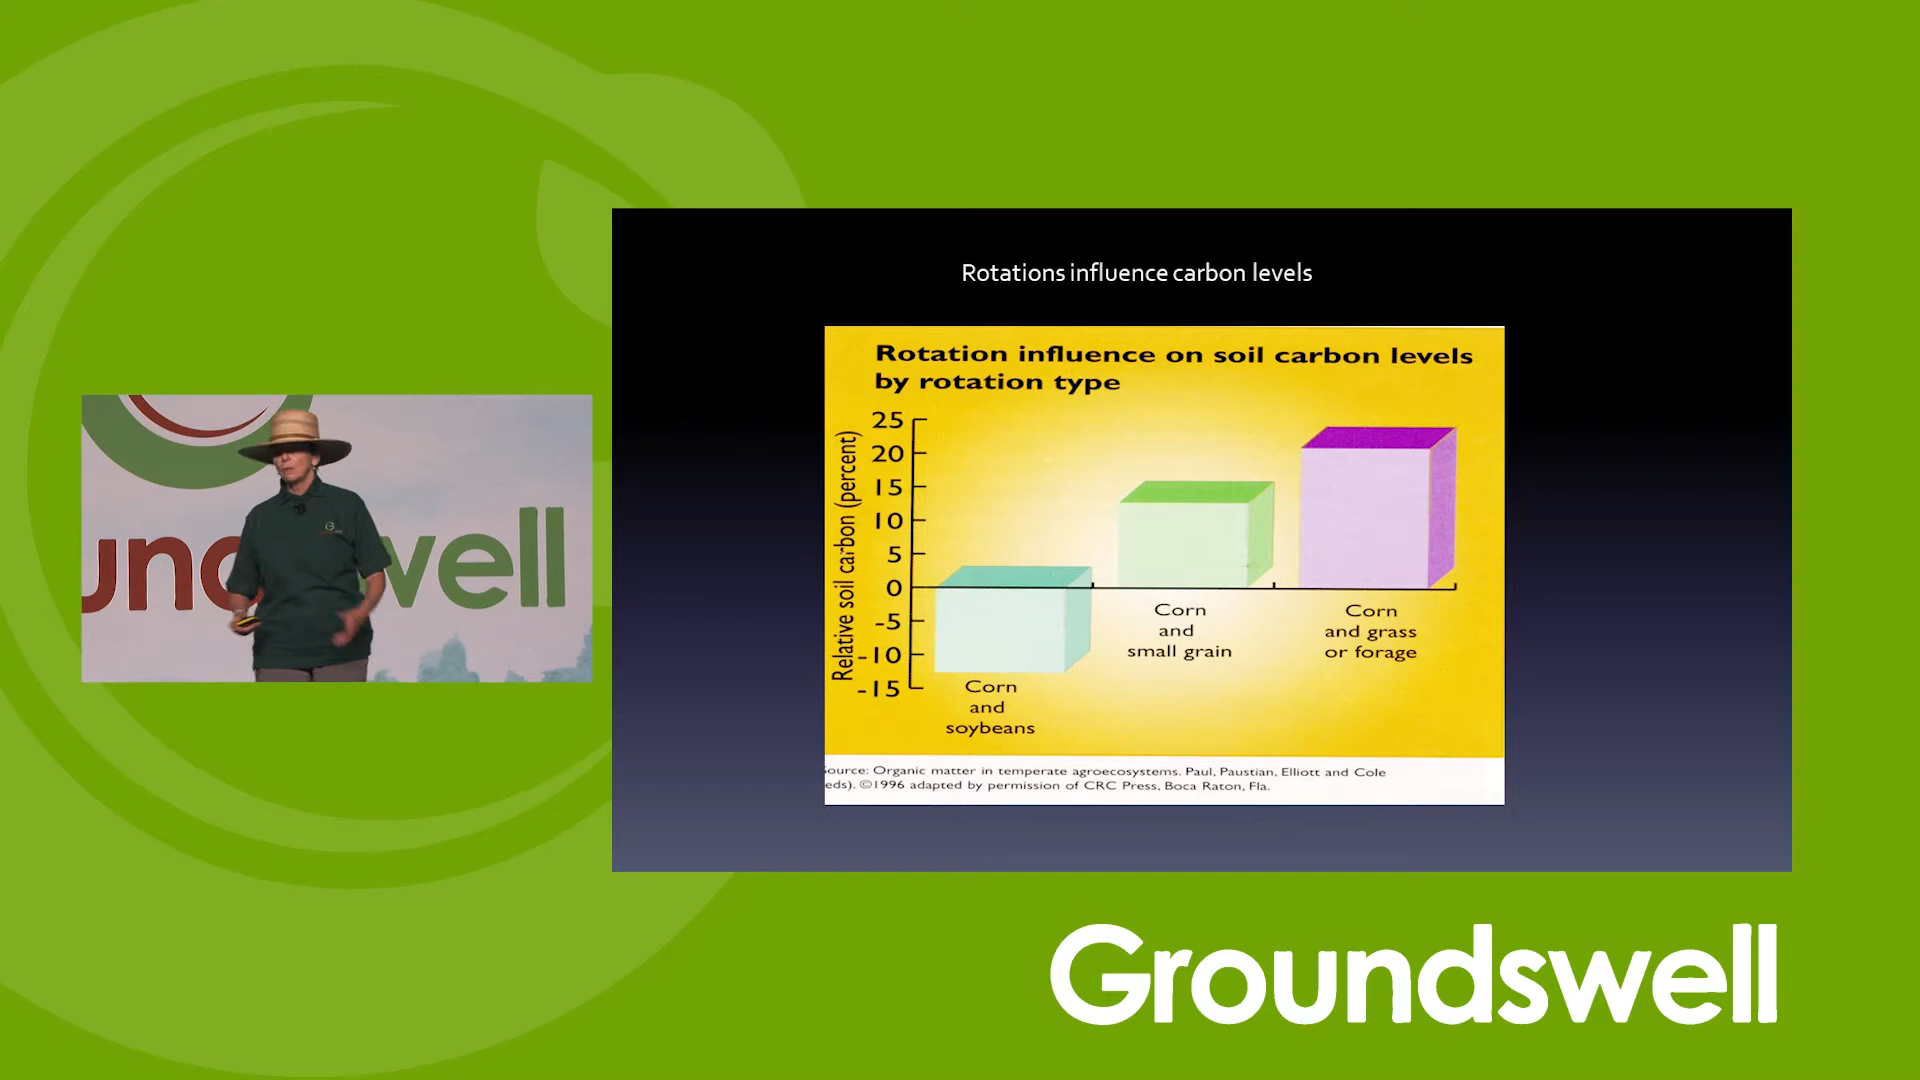 Rotations influence carbon levels
Rotation influence on soil carbon levels
by rotation type
Relative soil carbon (percent)
25
20
15
10
5
0
-5
-10
-15
Corn
and
soybeans
Corn
and
small grain
Corn
and grass
or forage
Source: Organic matter in temperate agroecosystems. Paul, Paustian, Elliott and Cole
eds). ©1996 adapted by permission of CRC Press, Boca Raton, Fla.
und well
Groundswell